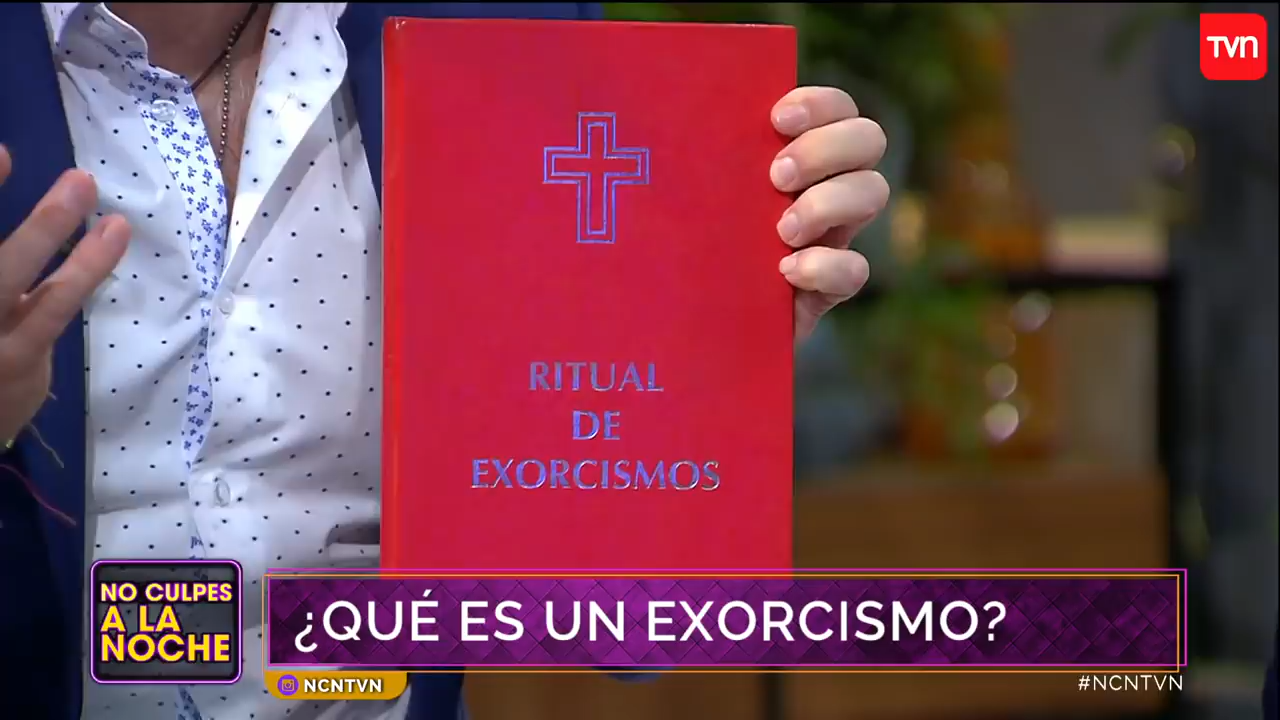 TVN
RITUAL
DE
EXORCISMOS
NO CULPES
A LA
NOCHE
¿QUÉ ES UN EXORCISMO?
NCNTVN
#NCNTVN